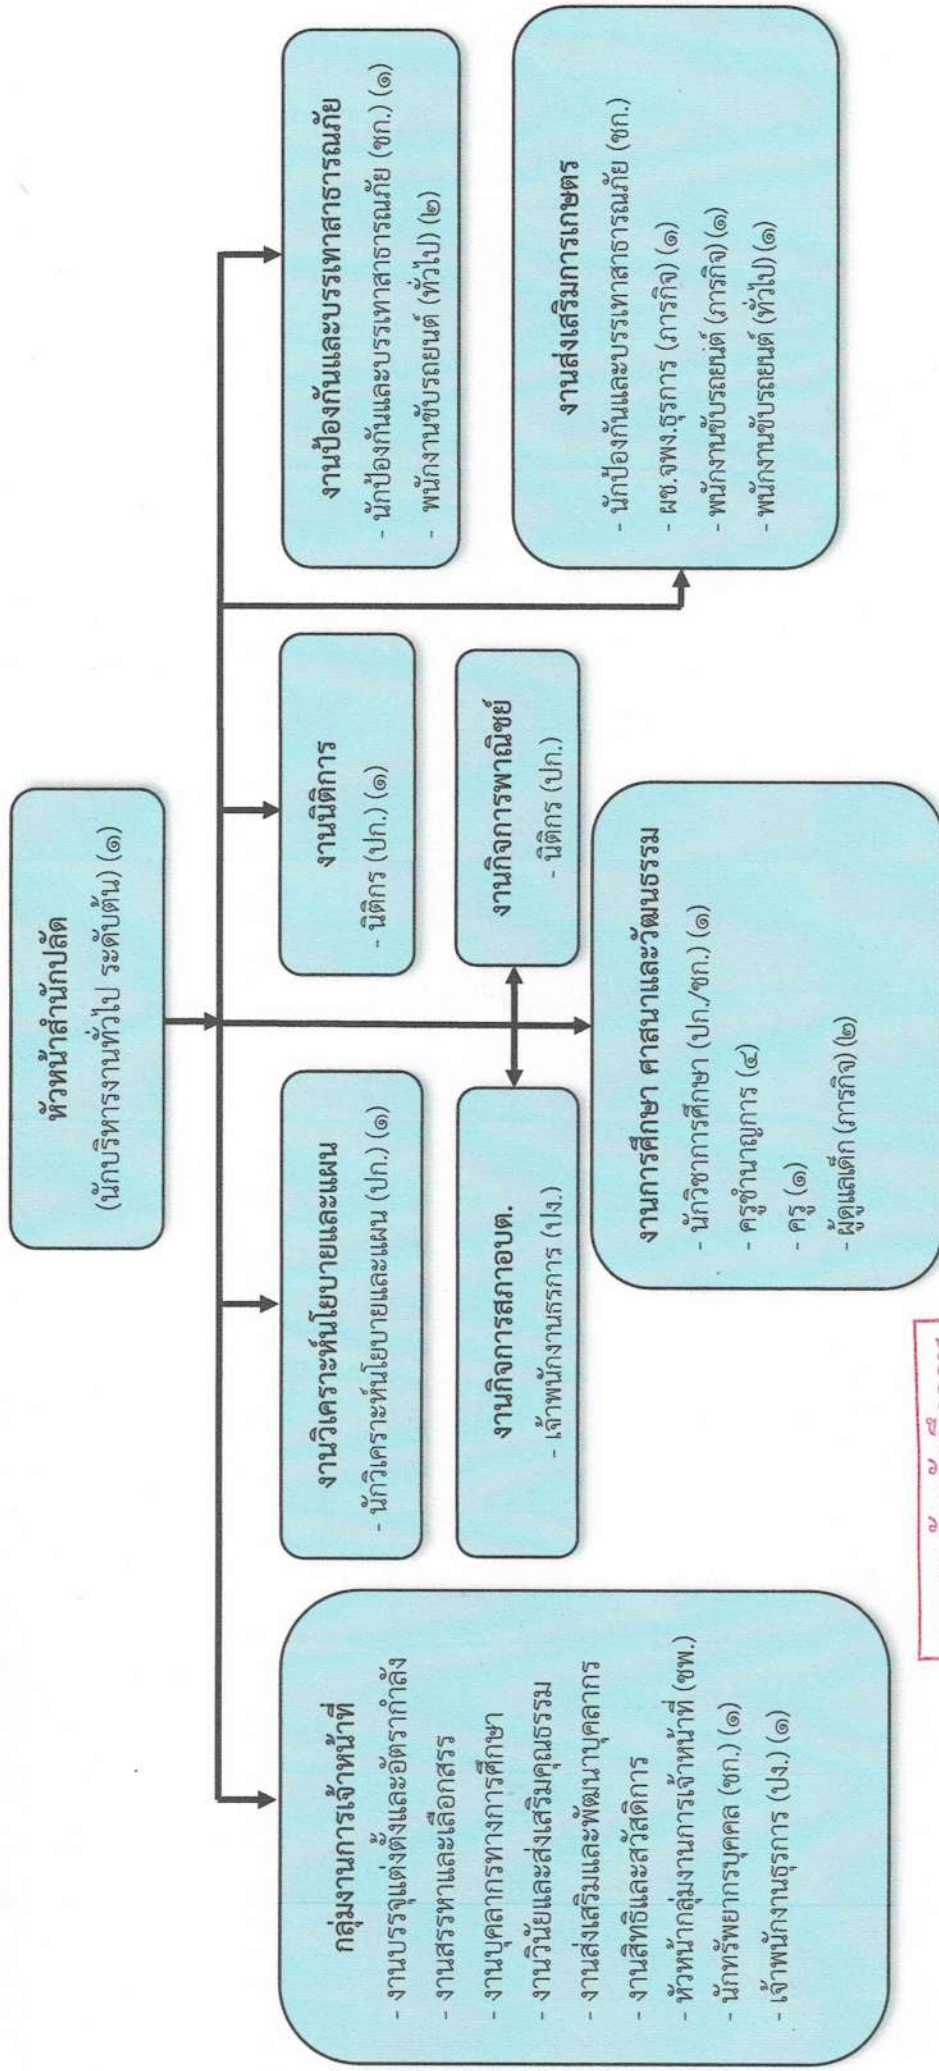 หัวหน้าสำนักปลัด
(นักบริหารงานทั่วไป ระดับต้น) (๑)
กลุ่มงานการเจ้าหน้าที่
- งานบรรจุแต่งตั้งและอัตรากำลัง
- งานสรรหาและเลือกสรร
- งานบุคลากรทางการศึกษา
- งานวินัยและส่งเสริมคุณธรรม
- งานส่งเสริมและพัฒนาบุคลากร
- งานสิทธิและสวัสดิการ
- หัวหน้ากลุ่มงานการเจ้าหน้าที่ (ชพ.)
- นักทรัพยากรบุคคล (ชก.) (๑)
- เจ้าพนักงานธุรการ (ปง.) (๑)
งานวิเคราะห์นโยบายและแผน
- นักวิเคราะห์นโยบายและแผน (ปก.) (๑)
งานนิติการ
- นิติกร (ปก.) (๑)
งานป้องกันและบรรเทาสาธารณภัย
- นักป้องกันและบรรเทาสาธารณภัย (ชก.) (๑)
- พนักงานขับรถยนต์ (ทั่วไป) (๒)
งานกิจการสภาอบต.
- เจ้าพนักงานธุรการ (ปง.)
งานกิจการพาณิชย์
- นิติกร (ปก.)
งานส่งเสริมการเกษตร
- นักป้องกันและบรรเทาสาธารณภัย (ชก.)
- ผช.จพง.ธุรการ (ภารกิจ) (๑)
- พนักงานขับรถยนต์ (ภารกิจ) (๑)
- พนักงานขับรถยนต์ (ทั่วไป) (๑)
งานการศึกษา ศาสนาและวัฒนธรรม
- นักวิชาการศึกษา (ปก./ชก.) (๑)
- ครูชำนาญการ (๔)
- ครู (๑)
- ผู้ดูแลเด็ก (ภารกิจ) (๒)